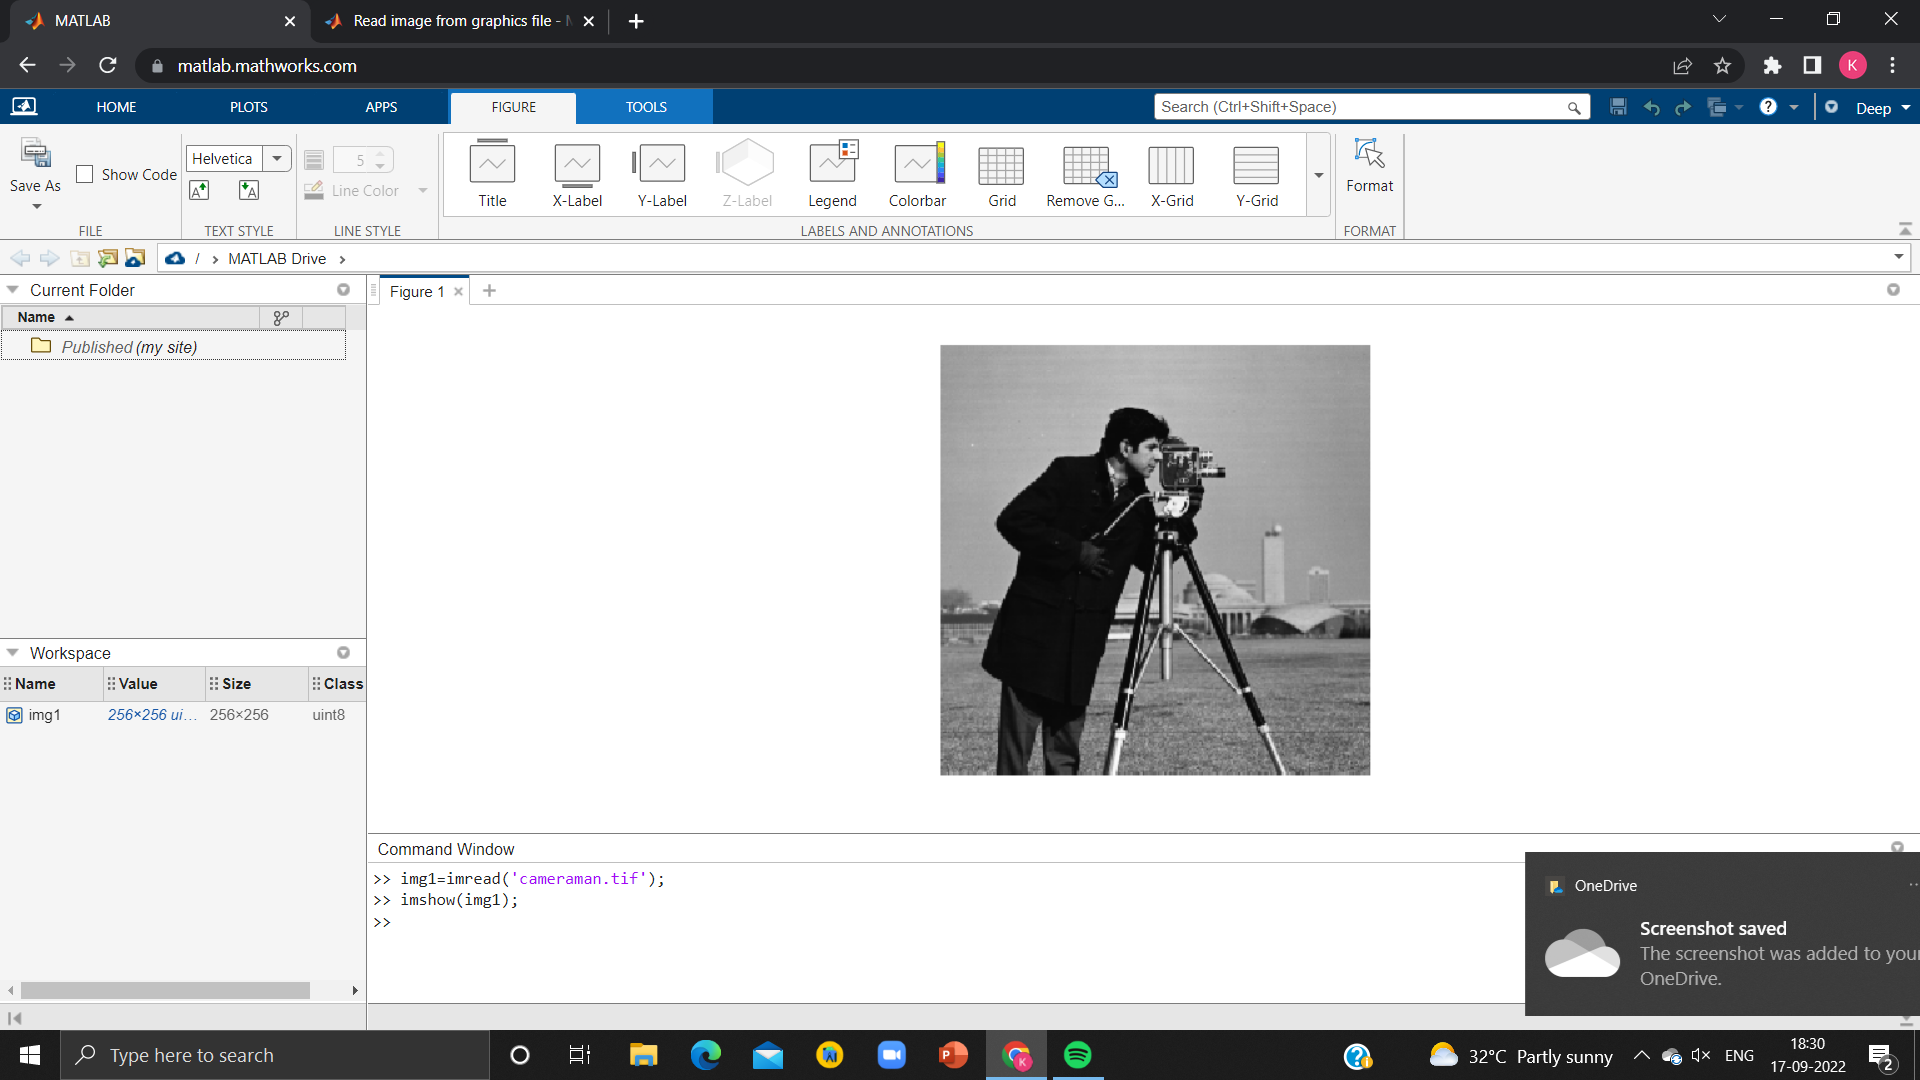 MATLAB
Read image from graphics file -
matlab.mathworks.com
K
HOME PLOTS APPS FIGURE TOOLS
Search (Ctrl+Shift+Space)
Deep
Save As
Show Code
Helvetica
5
Line Color
Title X-Label Y-Label Z-Label Legend Colorbar Grid Remove G... X-Grid Y-Grid
Format
FILE TEXT STYLE LINE STYLE LABELS AND ANNOTATIONS FORMAT
/ › MATLAB Drive ›
Current Folder
Figure 1
Name
Published (my site)
Workspace
Name Value Size Class
img1 256×256 ui... 256×256 uint8
Command Window
>> img1=imread('cameraman.tif');
>> imshow(img1);
>>
OneDrive
Screenshot saved
The screenshot was added to your
OneDrive.
Type here to search
32°C Partly sunny
ENG
18:30
17-09-2022
2